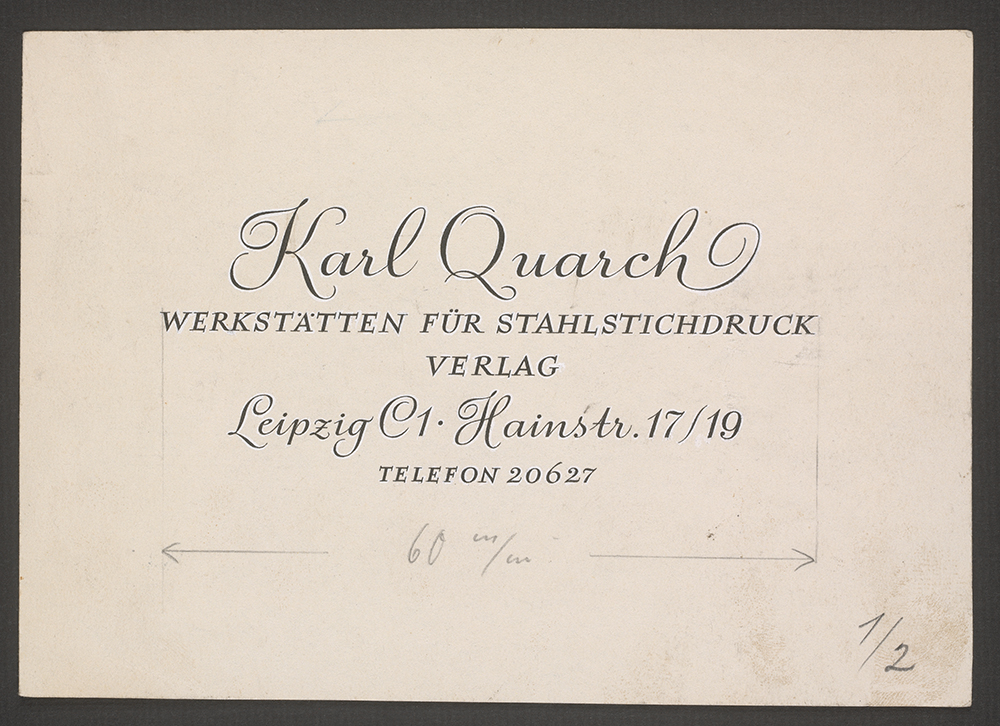 Karl Quarch
WERKSTÄTTEN FÜR STAHLSTICHDRUCK
VERLAG
Leipzig C1 · Hainstr. 17/19
TELEFON 20627
60 m/m
1/2